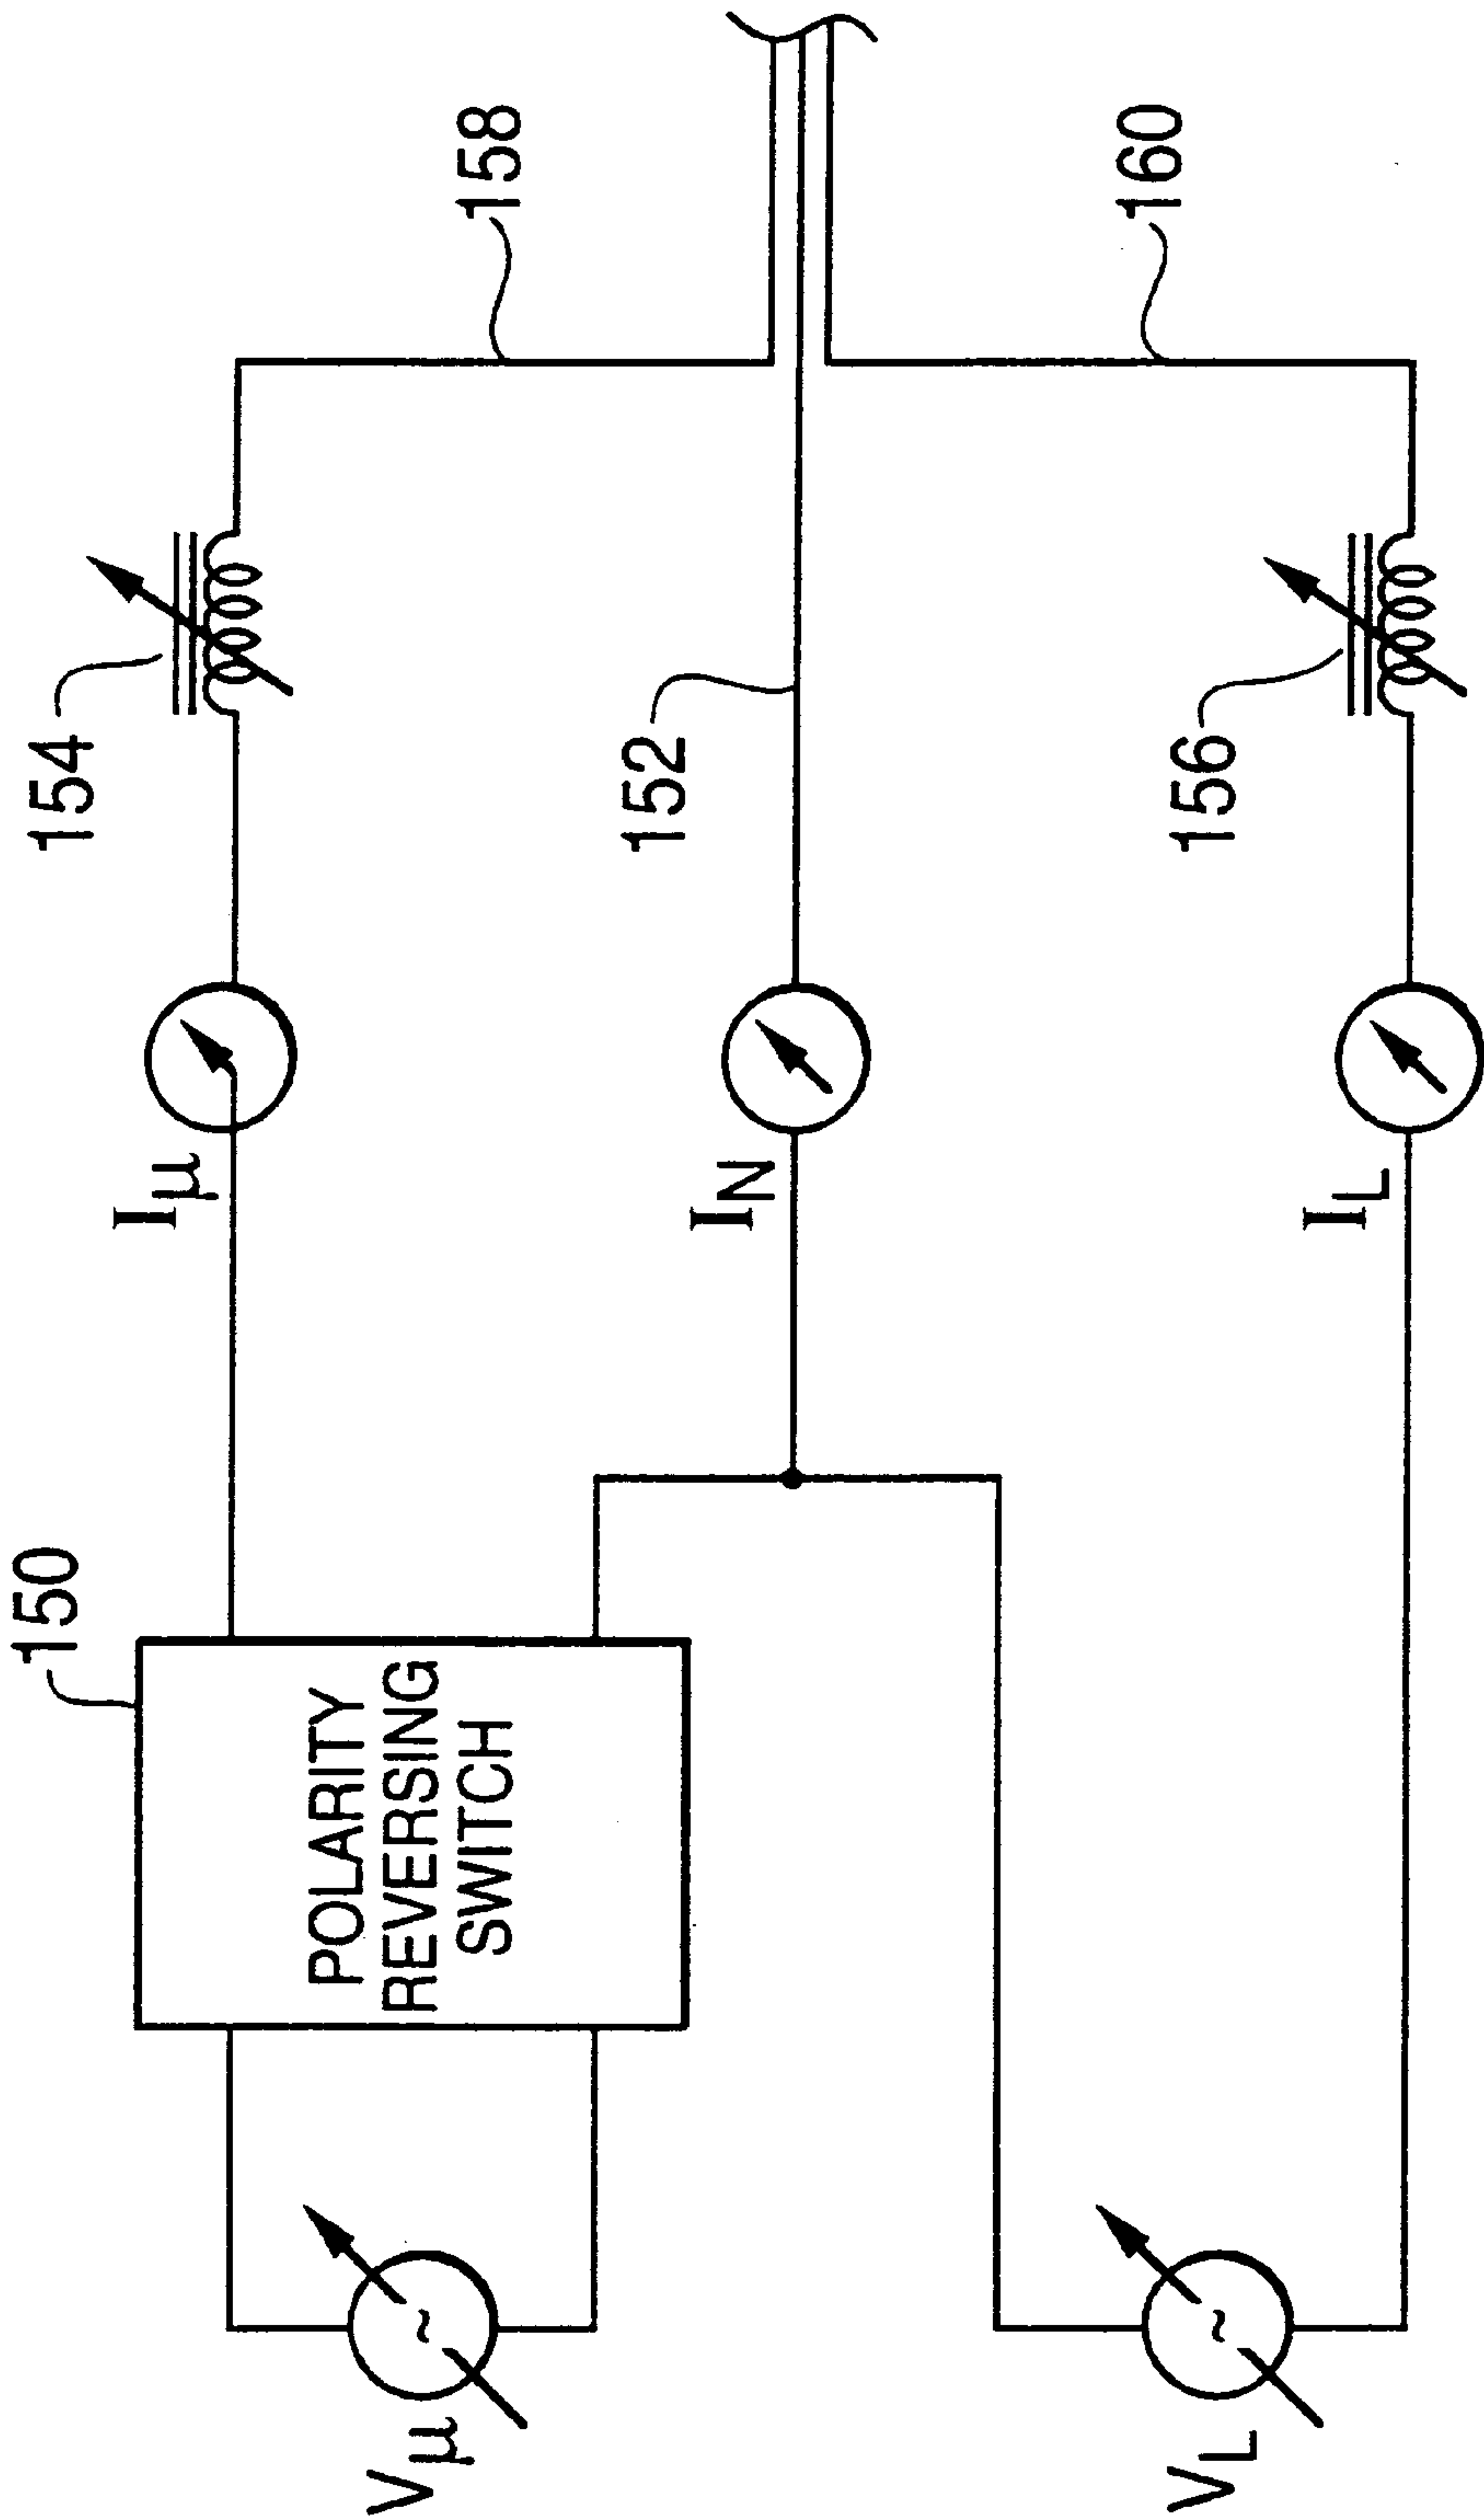 150
154
Iμ
POLARITY
REVERSING
SWITCH
Vμ
158
152
IN
160
156
VL
IL